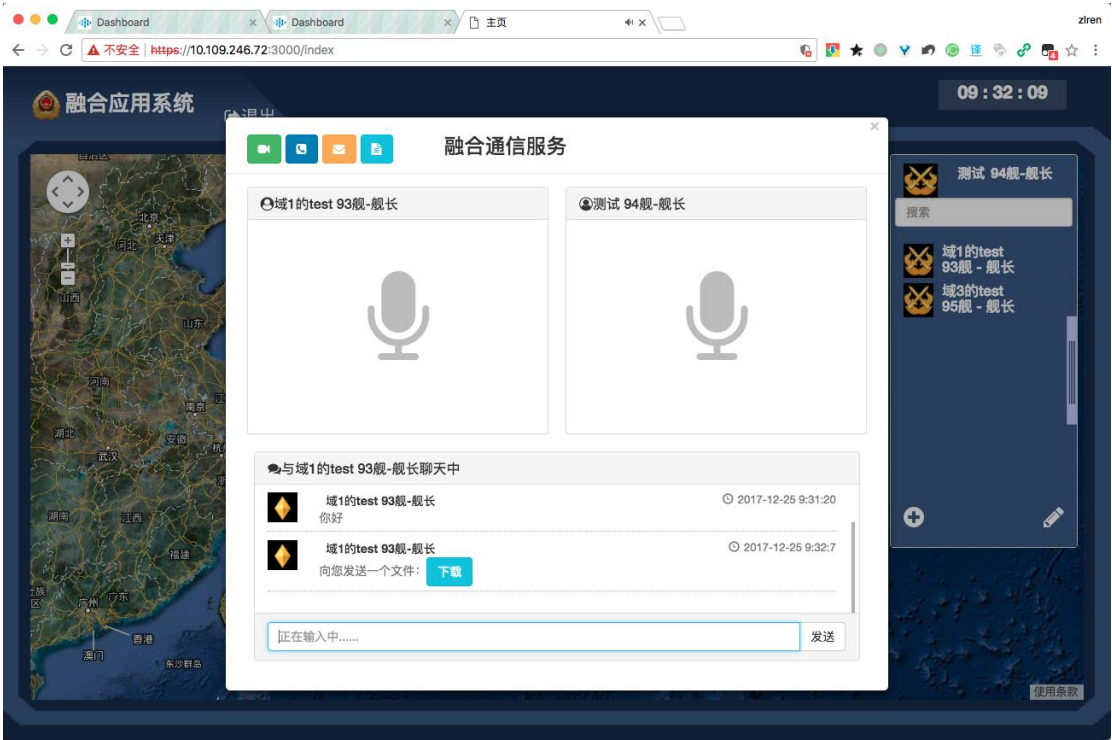 Dashboard
Dashboard
主页
ziren
不安全 https://10.109.246.72:3000/index
译
4
融合应用系统
退出
09 : 32 : 09
融合通信服务
域1的test 93舰-舰长
测试 94舰-舰长
测试 94舰-舰长
搜索
域1的test
93舰 - 舰长
域3的test
95舰 - 舰长
自治区
北京
河北 天津
山西
山东
河南
南京
湖北
安徽
武汉
湖南
江西
福建
广州
广东
香港
澳门
东沙群岛
与域1的test 93舰-舰长聊天中
域1的test 93舰-舰长
2017-12-25 9:31:20
你好
域1的test 93舰-舰长
2017-12-25 9:32:7
向您发送一个文件：
下载
正在输入中......
发送
使用条款